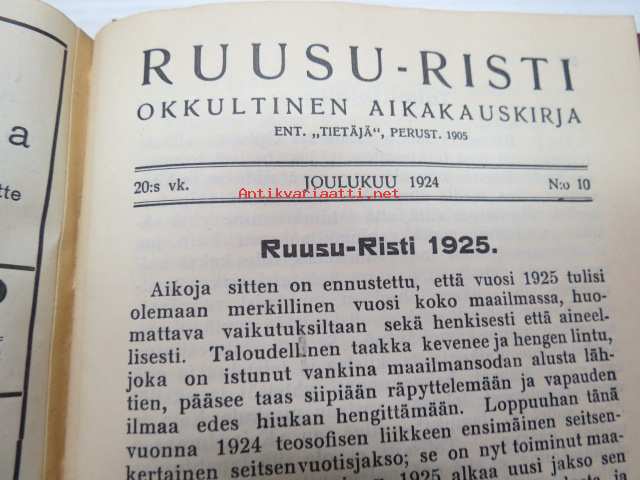 RUUSU-RISTI
OKKULTINEN AIKAKAUSKIRJA
ENT. „TIETÄJÄ“, PERUST. 1905
20:s vk. JOULUKUU 1924 N:o 10
Antikvariaatti.net
Ruusu-Risti 1925.
Aikoja sitten on ennustettu, että vuosi 1925 tulisi
olemaan merkillinen vuosi koko maailmassa, huo-
mattava vaikutuksiltaan sekä henkisesti että aineel-
lisesti. Taloudellinen taakka kevenee ja hengen lintu,
joka on istunut vankina maailmansodan alusta läh-
tien, pääsee taas siipiään räpyttelemään ja vapauden
ilmaa edes hiukan hengittämään. Loppuuhan tänä
vuonna 1924 teosofisen liikkeen ensimäinen seitsen-
kertainen seitsenvuotisjakso; se on nyt toiminut maa-
1925 alkaa uusi jakso sen
a
tte